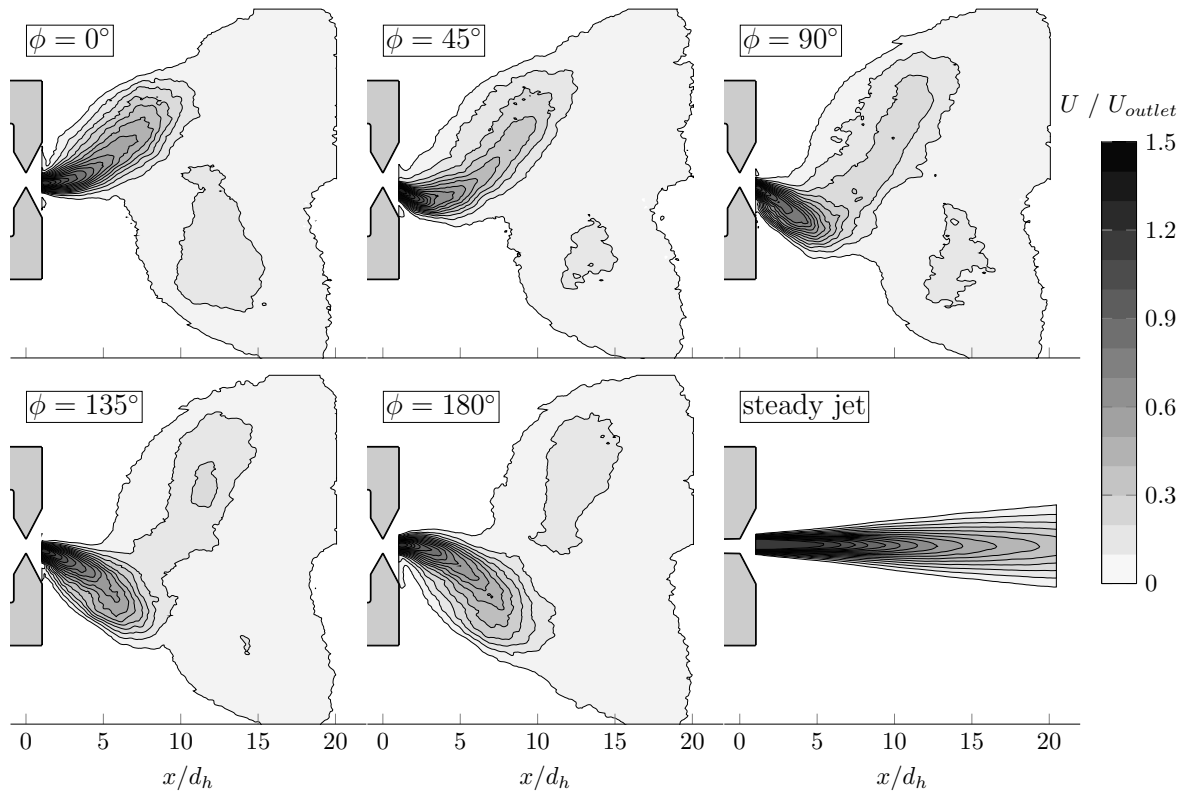 ϕ = 0°
ϕ = 45°
ϕ = 90°
U / U_outlet
1.5
1.2
0.9
0.6
0.3
0
ϕ = 135°
ϕ = 180°
steady jet
0 5 10 15 20
0 5 10 15 20
0 5 10 15 20
x/d_h
x/d_h
x/d_h